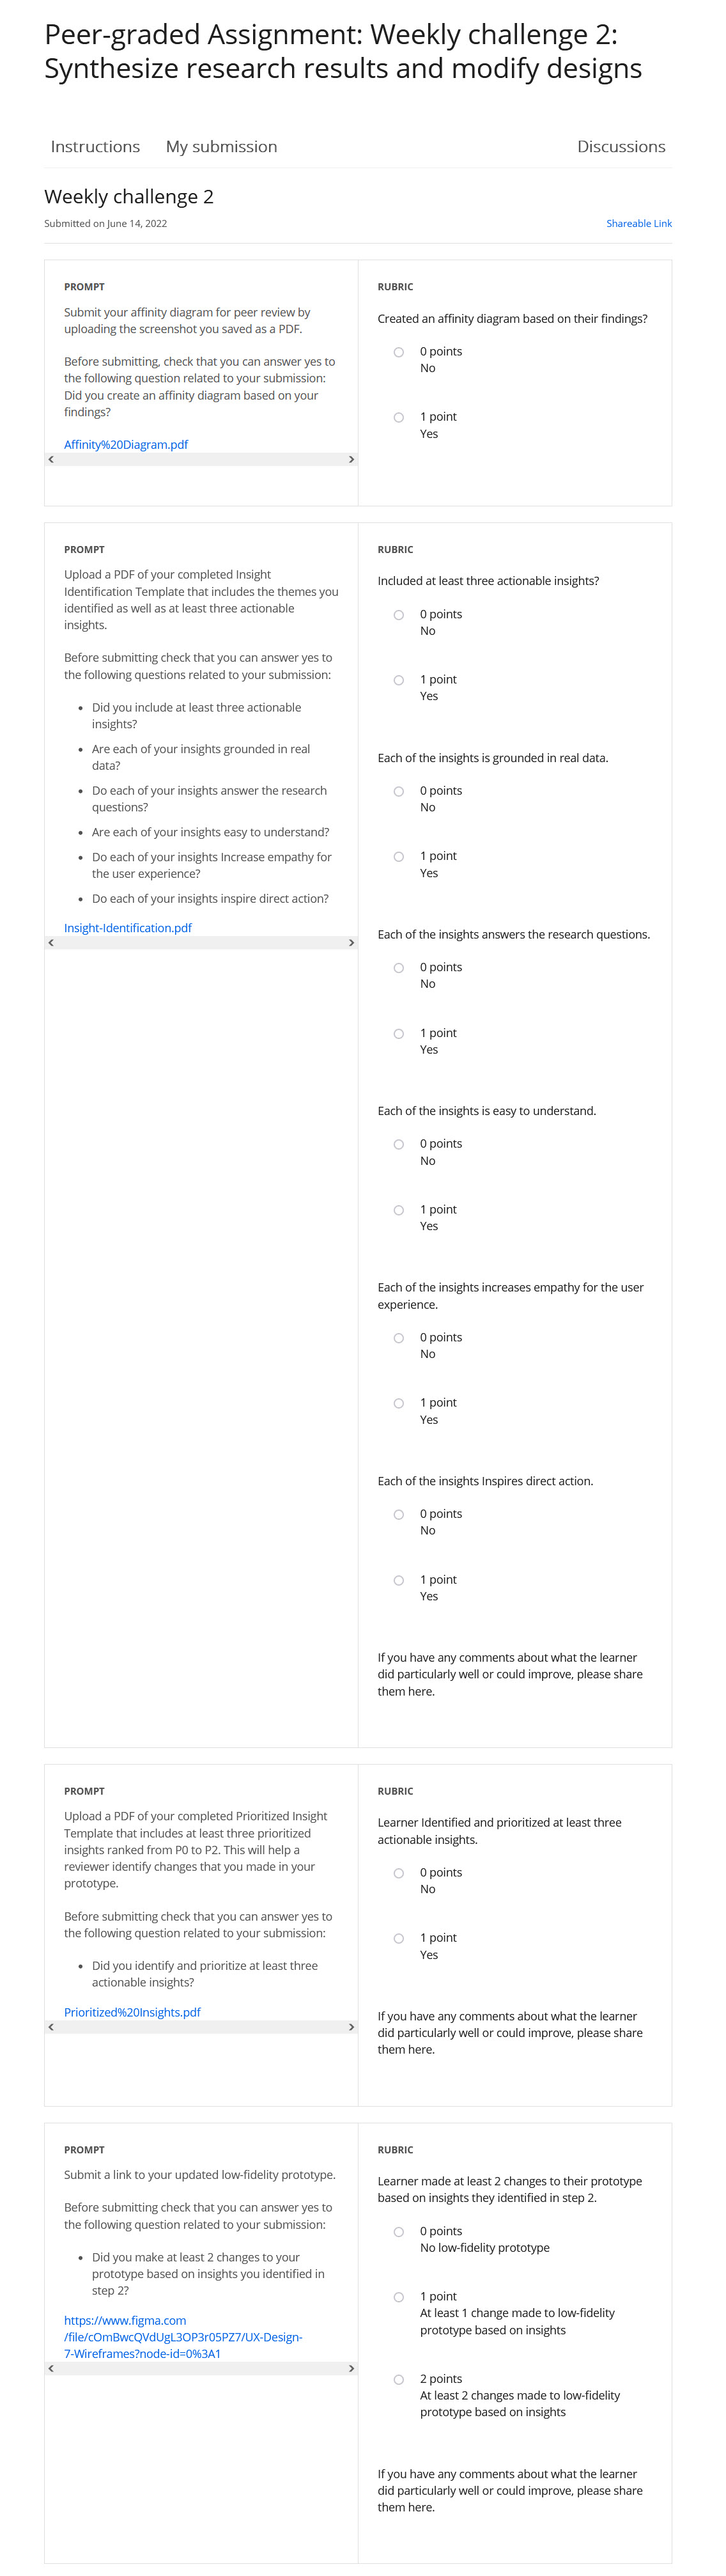 Peer-graded Assignment: Weekly challenge 2:
Synthesize research results and modify designs
Instructions
My submission
Discussions
Weekly challenge 2
Submitted on June 14, 2022
Shareable Link
PROMPT
Submit your affinity diagram for peer review by
uploading the screenshot you saved as a PDF.
Before submitting, check that you can answer yes to
the following question related to your submission:
Did you create an affinity diagram based on your
findings?
Affinity%20Diagram.pdf
RUBRIC
Created an affinity diagram based on their findings?
0 points
No
1 point
Yes
PROMPT
Upload a PDF of your completed Insight
Identification Template that includes the themes you
identified as well as at least three actionable
insights.
Before submitting check that you can answer yes to
the following questions related to your submission:
• Did you include at least three actionable
insights?
• Are each of your insights grounded in real
data?
• Do each of your insights answer the research
questions?
• Are each of your insights easy to understand?
• Do each of your insights Increase empathy for
the user experience?
• Do each of your insights inspire direct action?
Insight-Identification.pdf
RUBRIC
Included at least three actionable insights?
0 points
No
1 point
Yes
Each of the insights is grounded in real data.
0 points
No
1 point
Yes
Each of the insights answers the research questions.
0 points
No
1 point
Yes
Each of the insights is easy to understand.
0 points
No
1 point
Yes
Each of the insights increases empathy for the user
experience.
0 points
No
1 point
Yes
Each of the insights Inspires direct action.
0 points
No
1 point
Yes
If you have any comments about what the learner
did particularly well or could improve, please share
them here.
PROMPT
Upload a PDF of your completed Prioritized Insight
Template that includes at least three prioritized
insights ranked from P0 to P2. This will help a
reviewer identify changes that you made in your
prototype.
Before submitting check that you can answer yes to
the following question related to your submission:
• Did you identify and prioritize at least three
actionable insights?
Prioritized%20Insights.pdf
RUBRIC
Learner Identified and prioritized at least three
actionable insights.
0 points
No
1 point
Yes
If you have any comments about what the learner
did particularly well or could improve, please share
them here.
PROMPT
Submit a link to your updated low-fidelity prototype.
Before submitting check that you can answer yes to
the following question related to your submission:
• Did you make at least 2 changes to your
prototype based on insights you identified in
step 2?
https://www.figma.com
/file/cOmBwcQVdUgL3OP3r05PZ7/UX-Design-
7-Wireframes?node-id=0%3A1
RUBRIC
Learner made at least 2 changes to their prototype
based on insights they identified in step 2.
0 points
No low-fidelity prototype
1 point
At least 1 change made to low-fidelity
prototype based on insights
2 points
At least 2 changes made to low-fidelity
prototype based on insights
If you have any comments about what the learner
did particularly well or could improve, please share
them here.